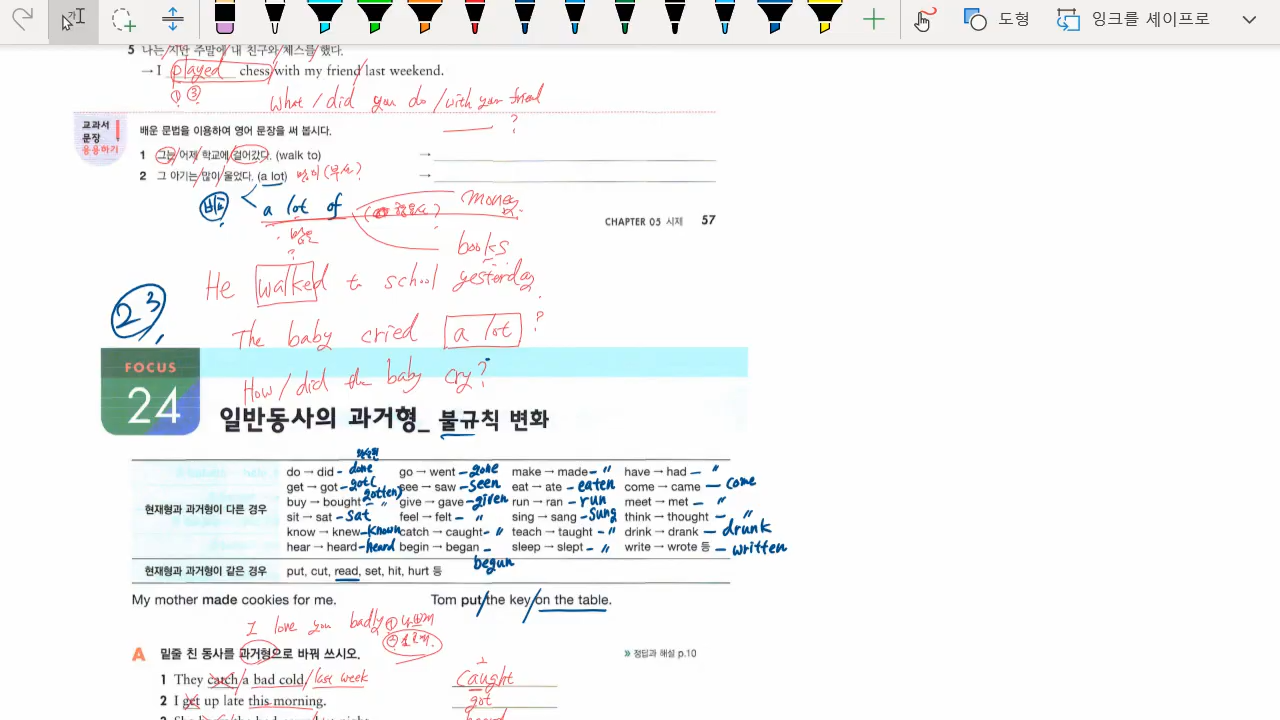 도형
잉크를 셰이프로
5 나는/지난 주말에/내 친구와/체스를/했다.
→ I played chess/with my friend/last weekend.
① ③ What/did you do/with your friend
?
교과서
문장
응용하기
배운 문법을 이용하여 영어 문장을 써 봅시다.
1 그는/어제/학교에/걸어갔다. (walk to) →
2 그 아기는/많이/울었다. (a lot) →
비교 < a lot of
money
많은
books
CHAPTER 03 시제 57
He walked to school yesterday.
23
The baby cried a lot ?
FOCUS
24
How/did the baby cry?
일반동사의 과거형_ 불규칙 변화
현재형과 과거형이 다른 경우
do → did - done go → went - gone make → made - 〃 have → had - 〃
get → got - got( gotten) see → saw - seen eat → ate - eaten come → came - come
buy → bought - 〃 give → gave - given run → ran - run meet → met - 〃
sit → sat - sat feel → felt - 〃 sing → sang - sung think → thought - 〃
know → knew - known catch → caught - 〃 teach → taught - 〃 drink → drank - drunk
hear → heard - heard begin → began - begun sleep → slept - 〃 write → wrote 등 - written
현재형과 과거형이 같은 경우 put, cut, read, set, hit, hurt 등
My mother made cookies for me. Tom put/the key/on the table.
I love you badly
A 밑줄 친 동사를 과거형으로 바꿔 쓰시오. » 정답과 해설 p.10
1 They catch a bad cold/last week caught
2 I get up late this morning. got